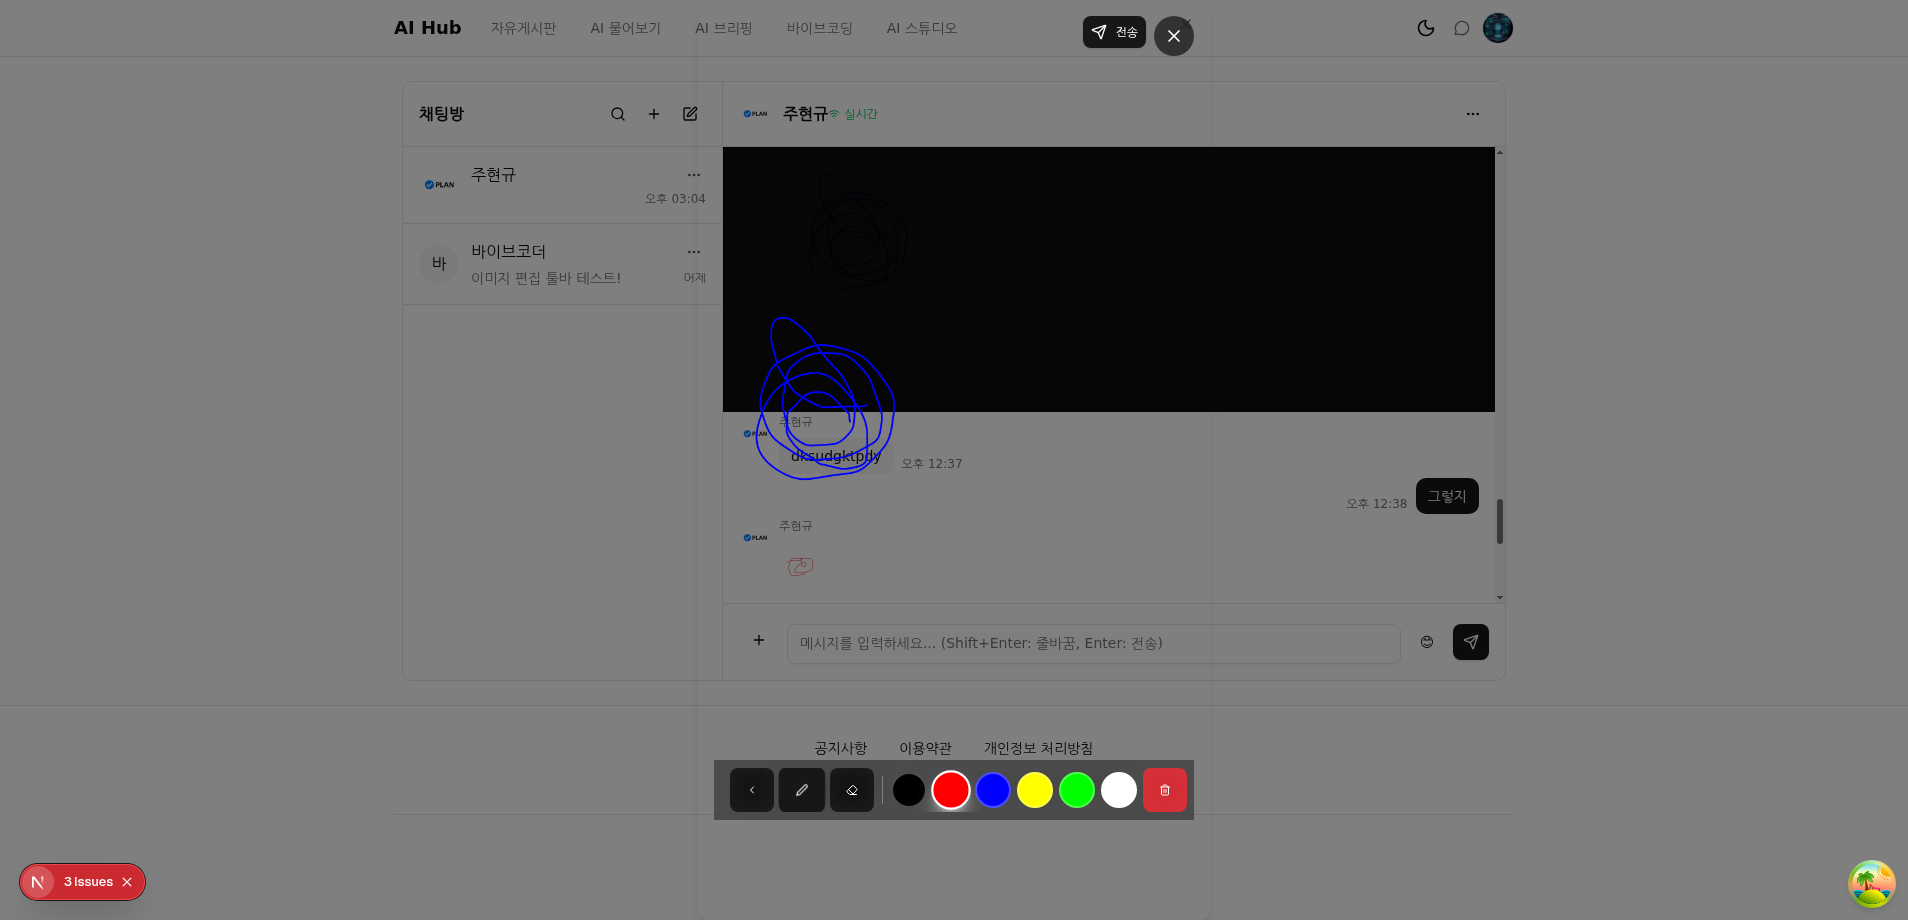 AI Hub 자유게시판 AI 물어보기 AI 브리핑 바이브코딩 AI 스튜디오 전송
채팅방
PLAN 주현규 실시간
PLAN 주현규
오후 03:04
바 바이브코더
이미지 편집 툴바 테스트! 어제
주현규
PLAN
dksudgktpdy 오후 12:37
오후 12:38 그렇지
주현규
PLAN
메시지를 입력하세요... (Shift+Enter: 줄바꿈, Enter: 전송)
공지사항 이용약관 개인정보 처리방침
N 3 Issues